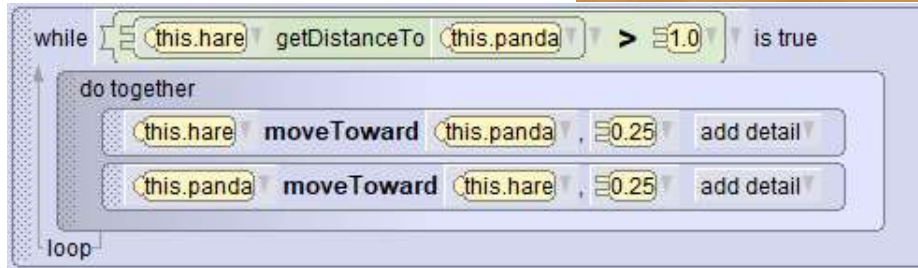 while this.hare getDistanceTo this.panda > 1.0 is true
do together
this.hare moveToward this.panda , 0.25 add detail
this.panda moveToward this.hare , 0.25 add detail
loop